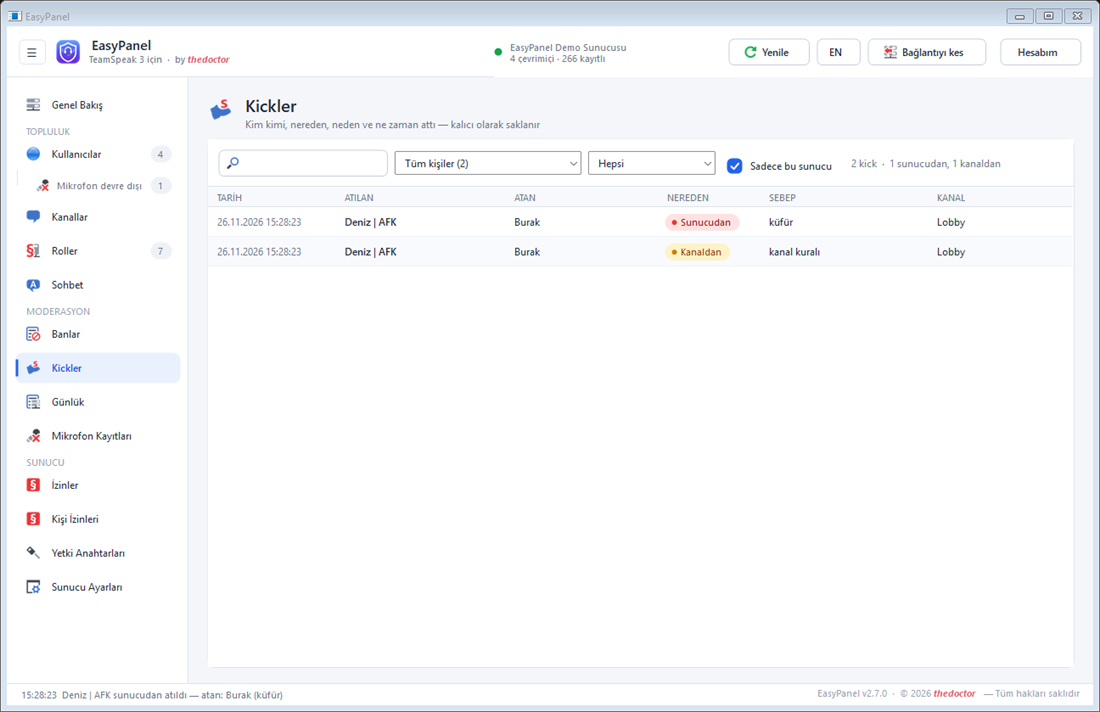 EasyPanel
EasyPanel
TeamSpeak 3 için · by thedoctor
EasyPanel Demo Sunucusu
4 çevrimiçi · 266 kayıtlı
Yenile
EN
Bağlantıyı kes
Hesabım
Genel Bakış
TOPLULUK
Kullanıcılar 4
Mikrofon devre dışı 1
Kanallar
Roller 7
Sohbet
MODERASYON
Banlar
Kickler
Günlük
Mikrofon Kayıtları
SUNUCU
İzinler
Kişi İzinleri
Yetki Anahtarları
Sunucu Ayarları
Kickler
Kim kimi, nereden, neden ve ne zaman attı — kalıcı olarak saklanır
Tüm kişiler (2)
Hepsi
Sadece bu sunucu
2 kick · 1 sunucudan, 1 kanaldan
TARİH ATILAN ATAN NEREDEN SEBEP KANAL
26.11.2026 15:28:23 Deniz | AFK Burak Sunucudan küfür Lobby
26.11.2026 15:28:23 Deniz | AFK Burak Kanaldan kanal kuralı Lobby
15:28:23 Deniz | AFK sunucudan atıldı — atan: Burak (küfür)
EasyPanel v2.7.0 · © 2026 thedoctor — Tüm hakları saklıdır